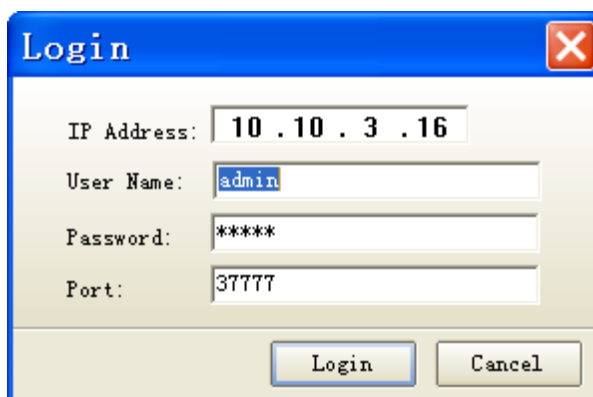 Login
IP Address: 10 .10 . 3 .16
User Name: admin
Password: *****
Port: 37777
Login Cancel